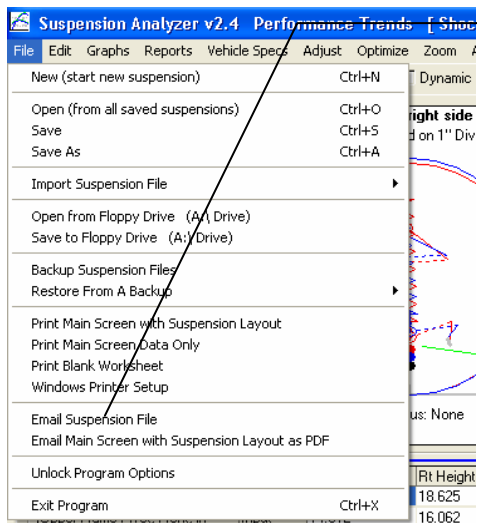 Suspension Analyzer v2.4 Performance Trends [ Shoc
File Edit Graphs Reports Vehicle Specs Adjust Optimize Zoom
New (start new suspension) Ctrl+N
Dynamic
Open (from all saved suspensions) Ctrl+O
right side
Save Ctrl+S
d on 1" Div
Save As Ctrl+A
Import Suspension File
Open from Floppy Drive (A:\ Drive)
Save to Floppy Drive (A:\ Drive)
Backup Suspension Files
Restore From A Backup
Print Main Screen with Suspension Layout
Print Main Screen Data Only
Print Blank Worksheet
Windows Printer Setup
Email Suspension File
us: None
Email Main Screen with Suspension Layout as PDF
Unlock Program Options
Rt Height
18.625
Exit Program Ctrl+X
16.062